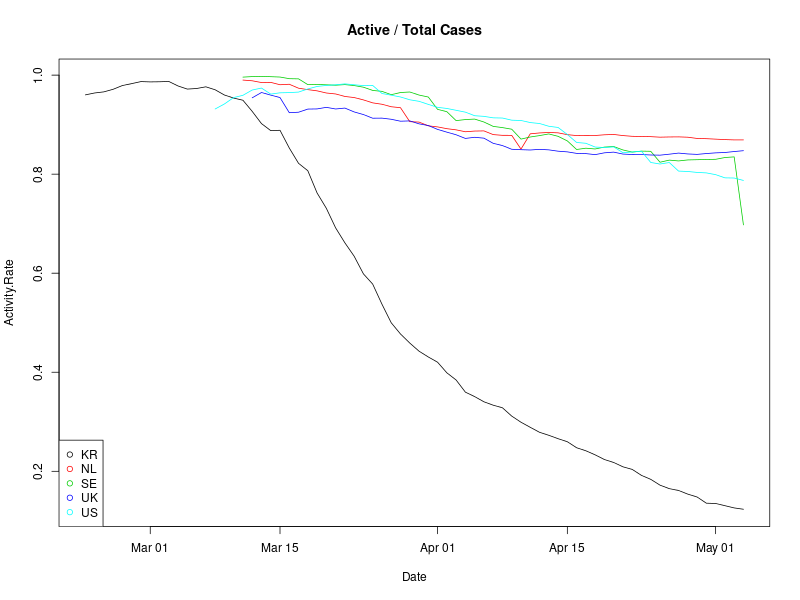 Active / Total Cases
Activity.Rate
1.0
0.8
0.6
0.4
0.2
KR
NL
SE
UK
US
Mar 01 Mar 15 Apr 01 Apr 15 May 01
Date